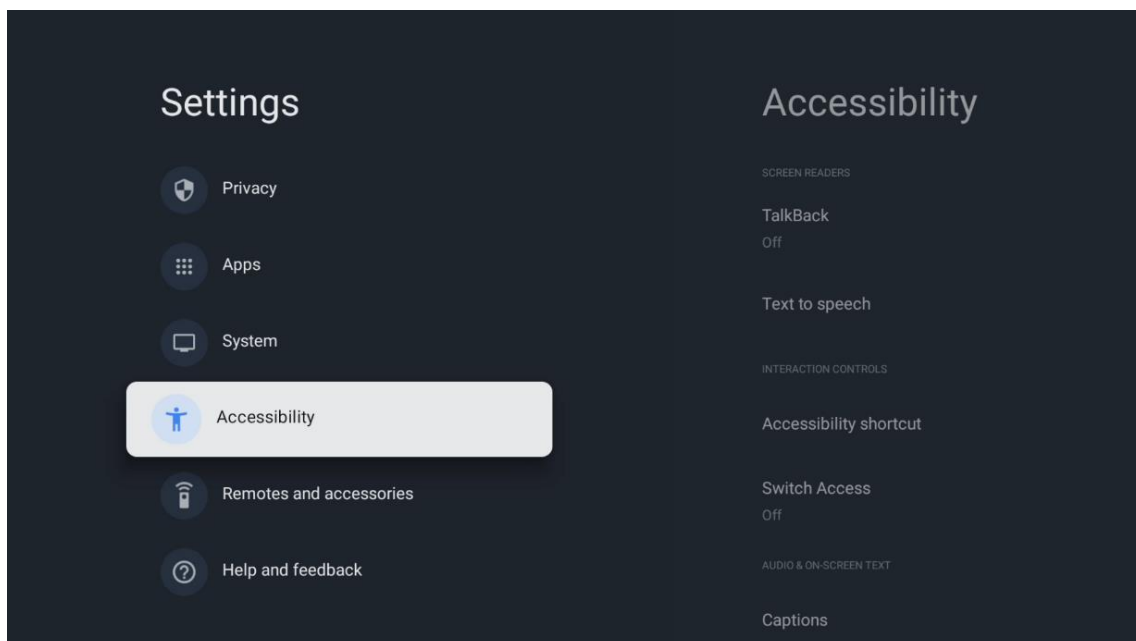 Settings
Privacy
Apps
System
Accessibility
Remotes and accessories
Help and feedback
Accessibility
SCREEN READERS
TalkBack
Off
Text to speech
INTERACTION CONTROLS
Accessibility shortcut
Switch Access
Off
AUDIO & ON-SCREEN TEXT
Captions